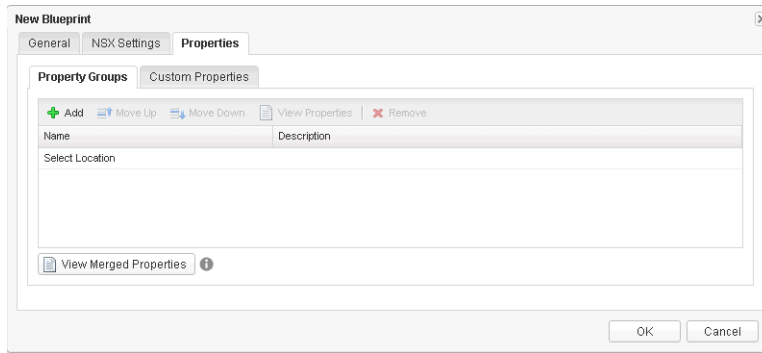 New Blueprint
General NSX Settings Properties
Property Groups Custom Properties
Add Move Up Move Down View Properties Remove
Name Description
Select Location
View Merged Properties
OK Cancel